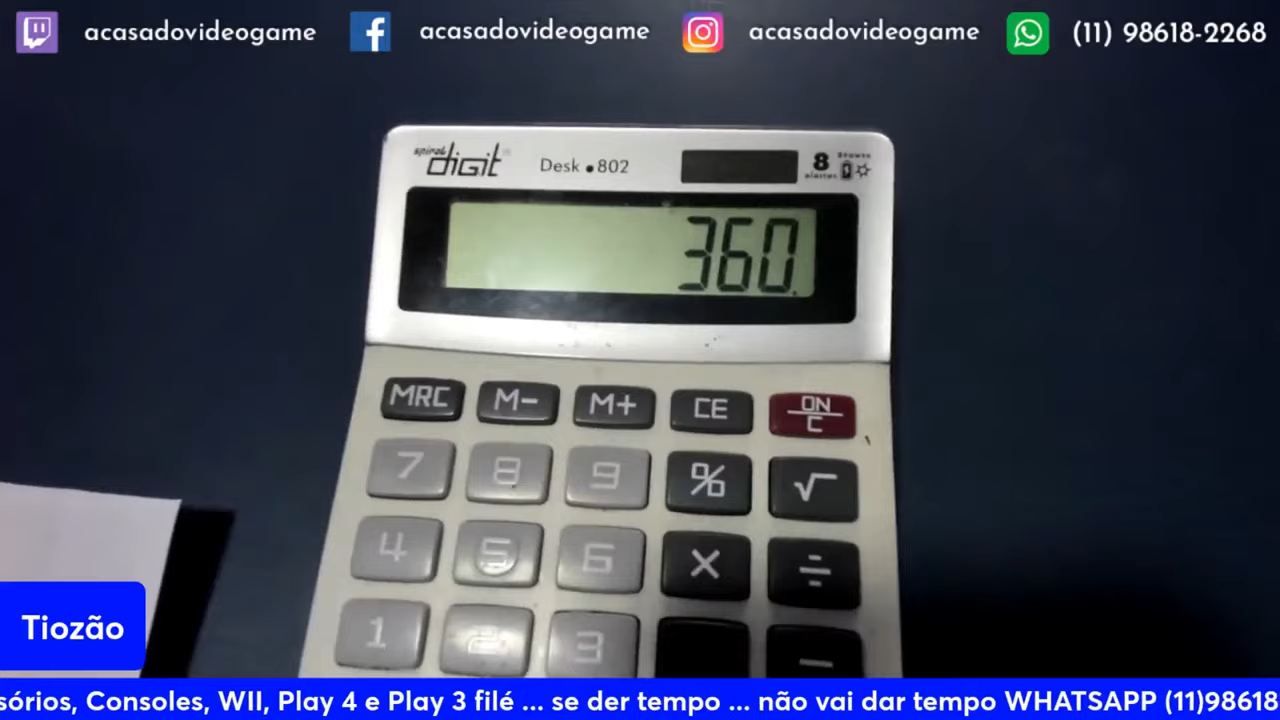 acasadovideogame acasadovideogame acasadovideogame (11) 98618-2268
spiral digit Desk • 802 8
360.
MRC M- M+ CE ON/C
7 8 9 % √
4 5 6 × ÷
1 2 3 −
Tiozão
sórios, Consoles, WII, Play 4 e Play 3 filé ... se der tempo ... não vai dar tempo WHATSAPP (11)98618